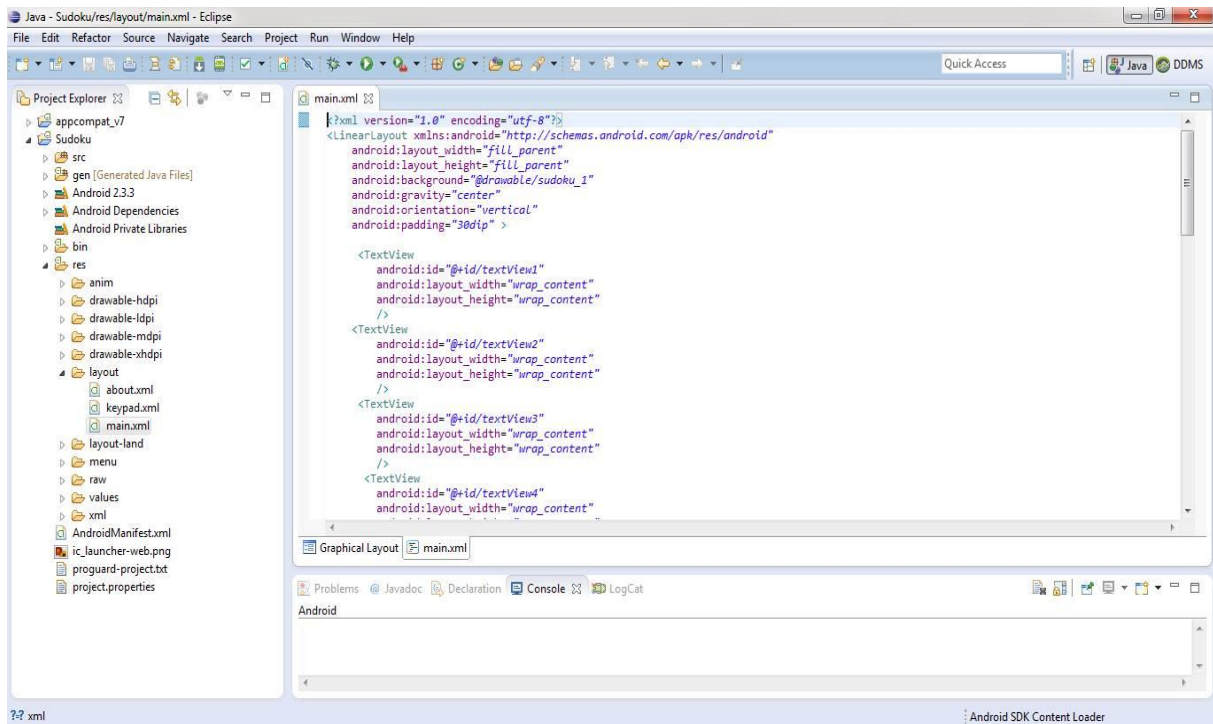 Java - Sudoku/res/layout/main.xml - Eclipse
File Edit Refactor Source Navigate Search Project Run Window Help
Quick Access
Java
DDMS
Project Explorer
appcompat_v7
Sudoku
src
gen [Generated Java Files]
Android 2.3.3
Android Dependencies
Android Private Libraries
bin
res
anim
drawable-hdpi
drawable-ldpi
drawable-mdpi
drawable-xhdpi
layout
about.xml
keypad.xml
main.xml
layout-land
menu
raw
values
xml
AndroidManifest.xml
ic_launcher-web.png
proguard-project.txt
project.properties
main.xml
<?xml version="1.0" encoding="utf-8"?>
<LinearLayout xmlns:android="http://schemas.android.com/apk/res/android"
android:layout_width="fill_parent"
android:layout_height="fill_parent"
android:background="@drawable/sudoku_1"
android:gravity="center"
android:orientation="vertical"
android:padding="30dip" >
<TextView
android:id="@+id/textView1"
android:layout_width="wrap_content"
android:layout_height="wrap_content"
/>
<TextView
android:id="@+id/textView2"
android:layout_width="wrap_content"
android:layout_height="wrap_content"
/>
<TextView
android:id="@+id/textView3"
android:layout_width="wrap_content"
android:layout_height="wrap_content"
/>
<TextView
android:id="@+id/textView4"
android:layout_width="wrap_content"
Graphical Layout main.xml
Problems @ Javadoc Declaration Console LogCat
Android
xml
Android SDK Content Loader